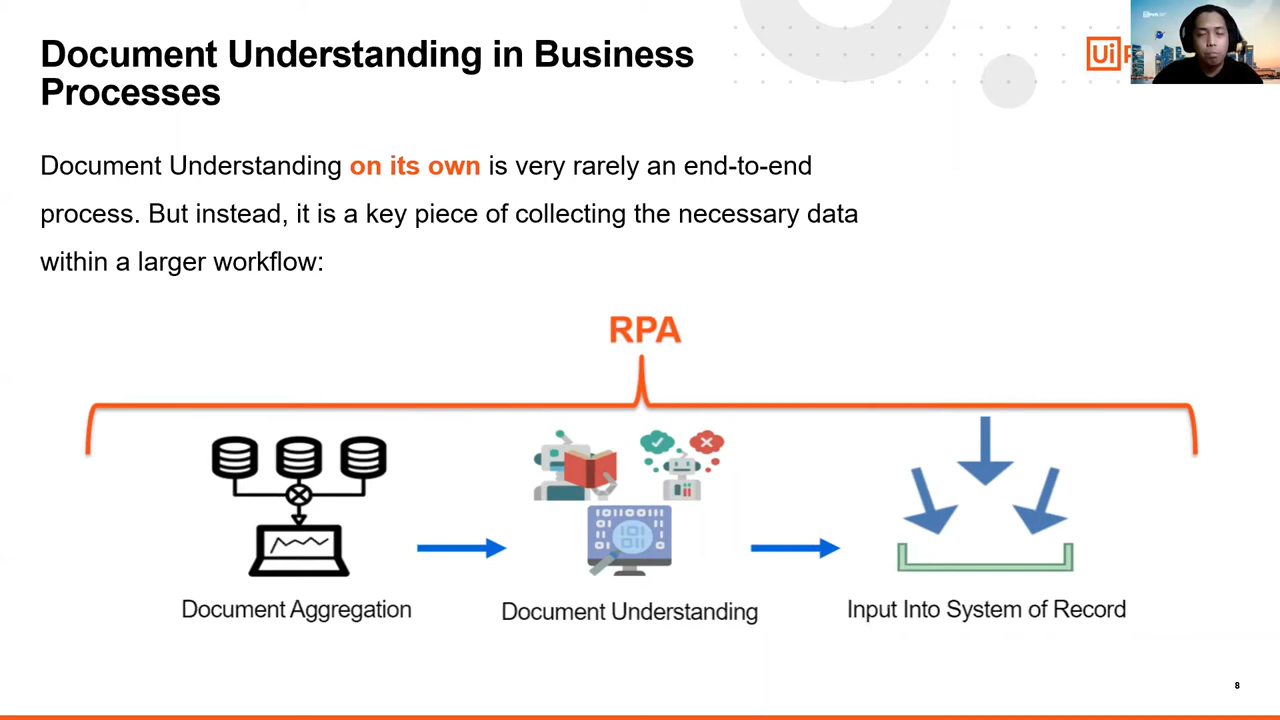 Document Understanding in Business
Processes
Ui
Document Understanding on its own is very rarely an end-to-end
process. But instead, it is a key piece of collecting the necessary data
within a larger workflow:
RPA
Document Aggregation
Document Understanding
Input Into System of Record
8